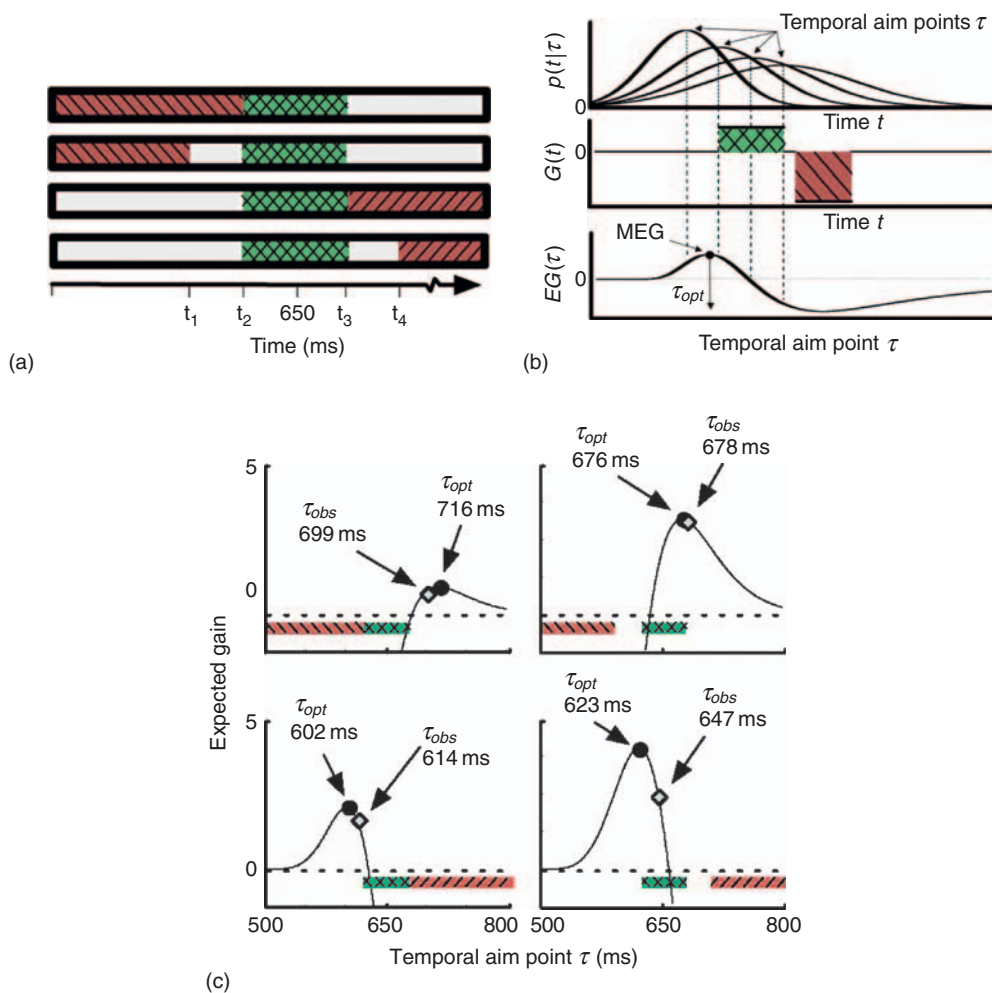 t1 t2 650 t3 t4
Time (ms)
(a)
Temporal aim points τ
p(t|τ)
0
Time t
G(t)
0
Time t
MEG
EG(τ)
0
τopt
Temporal aim point τ
(b)
τopt
676 ms
τobs
678 ms
τobs
699 ms
τopt
716 ms
5
0
τopt
602 ms
τobs
614 ms
τopt
623 ms
τobs
647 ms
5
0
Expected gain
500 650 800 500 650 800
Temporal aim point τ (ms)
(c)